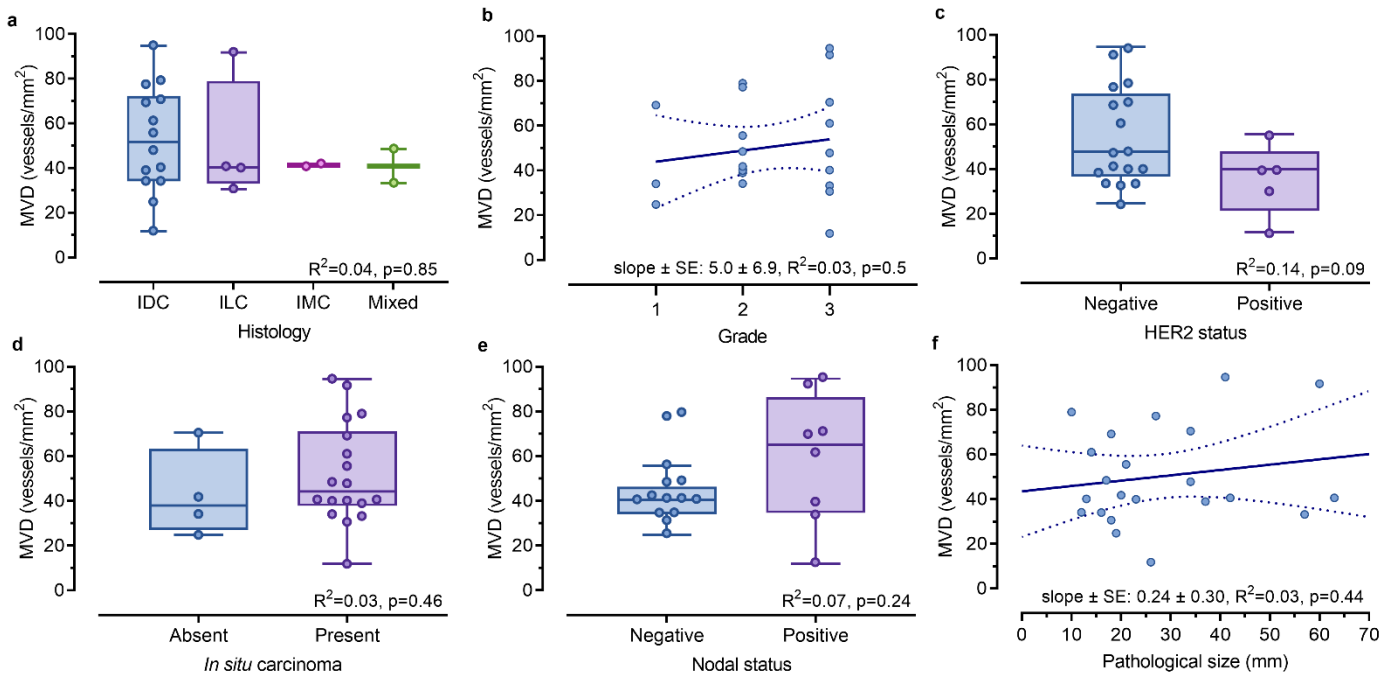 a
MVD (vessels/mm²)
100
80
60
40
20
0
R²=0.04, p=0.85
IDC ILC IMC Mixed
Histology
b
MVD (vessels/mm²)
100
80
60
40
20
0
slope ± SE: 5.0 ± 6.9, R²=0.03, p=0.5
1 2 3
Grade
c
MVD (vessels/mm²)
100
80
60
40
20
0
R²=0.14, p=0.09
Negative Positive
HER2 status
d
MVD (vessels/mm²)
100
80
60
40
20
0
R²=0.03, p=0.46
Absent Present
In situ carcinoma
e
MVD (vessels/mm²)
100
80
60
40
20
0
R²=0.07, p=0.24
Negative Positive
Nodal status
f
MVD (vessels/mm²)
100
80
60
40
20
0
slope ± SE: 0.24 ± 0.30, R²=0.03, p=0.44
0 10 20 30 40 50 60 70
Pathological size (mm)